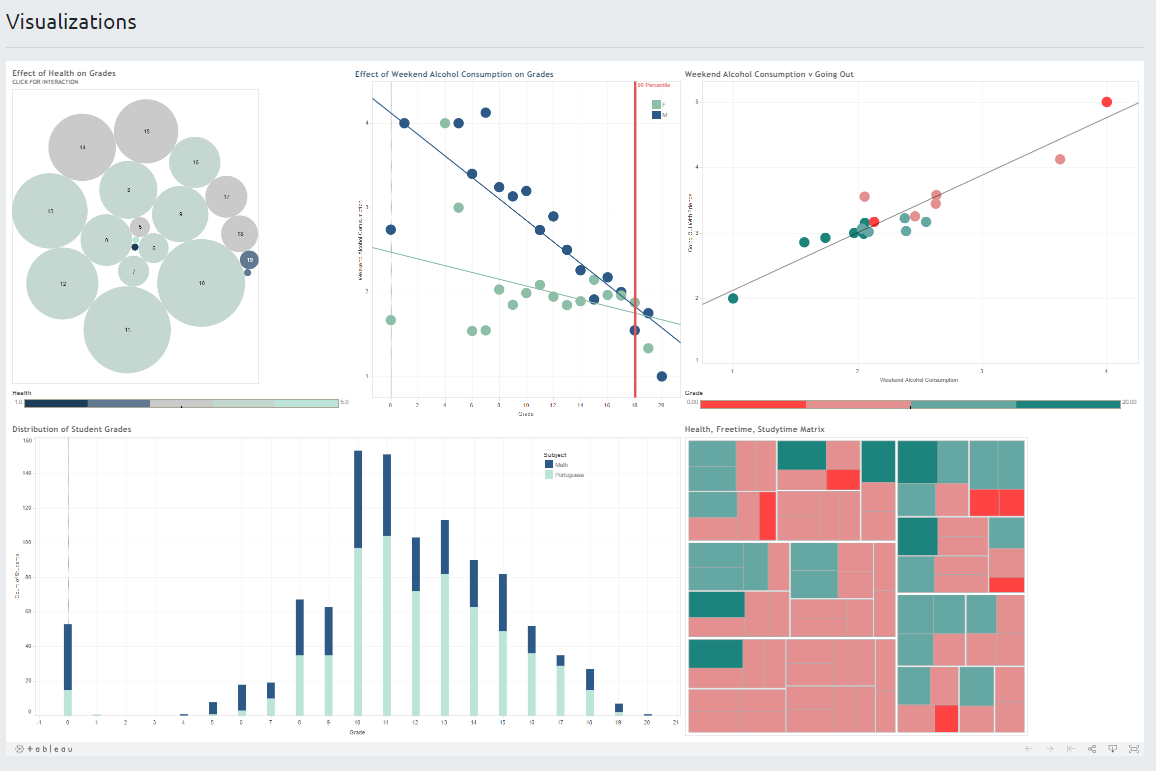 Visualizations
Effect of Health on Grades
CLICK FOR INTERACTION
15
14
16
8
17
13
9
5
18
6
19
7
12
10
11
Health
1.0
5.0
Effect of Weekend Alcohol Consumption on Grades
90 Percentile
F
M
4
3
2
1
Weekend Alcohol Consumption
0 2 4 6 8 10 12 14 16 18 20
Grade
Weekend Alcohol Consumption v Going Out
5
4
3
2
1
Going Out With Friends
1 2 3 4
Weekend Alcohol Consumption
Grade
0.00
20.00
Distribution of Student Grades
Subject
Math
Portuguese
160
140
120
100
80
60
40
20
0
Count of Students
-1 0 1 2 3 4 5 6 7 8 9 10 11 12 13 14 15 16 17 18 19 20 21
Grade
Health, Freetime, Studytime Matrix
+ a b l e a u